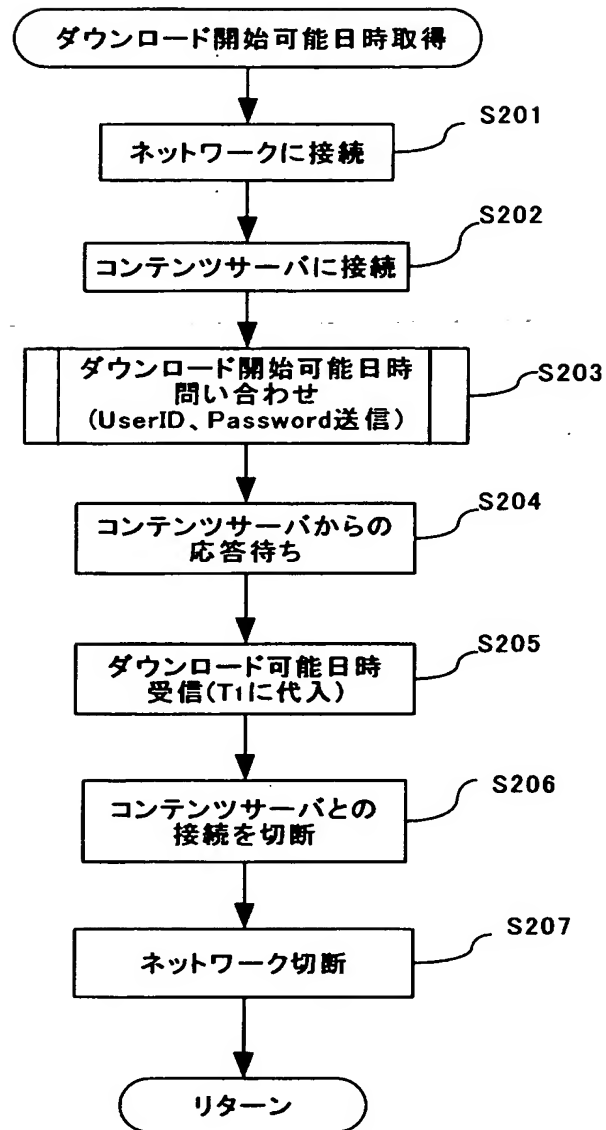 ダウンロード開始可能日時取得
S201
ネットワークに接続
S202
コンテンツサーバに接続
S203
ダウンロード開始可能日時
問い合わせ
(UserID、Password送信)
S204
コンテンツサーバからの
応答待ち
S205
ダウンロード可能日時
受信(T1に代入)
S206
コンテンツサーバとの
接続を切断
S207
ネットワーク切断
リターン